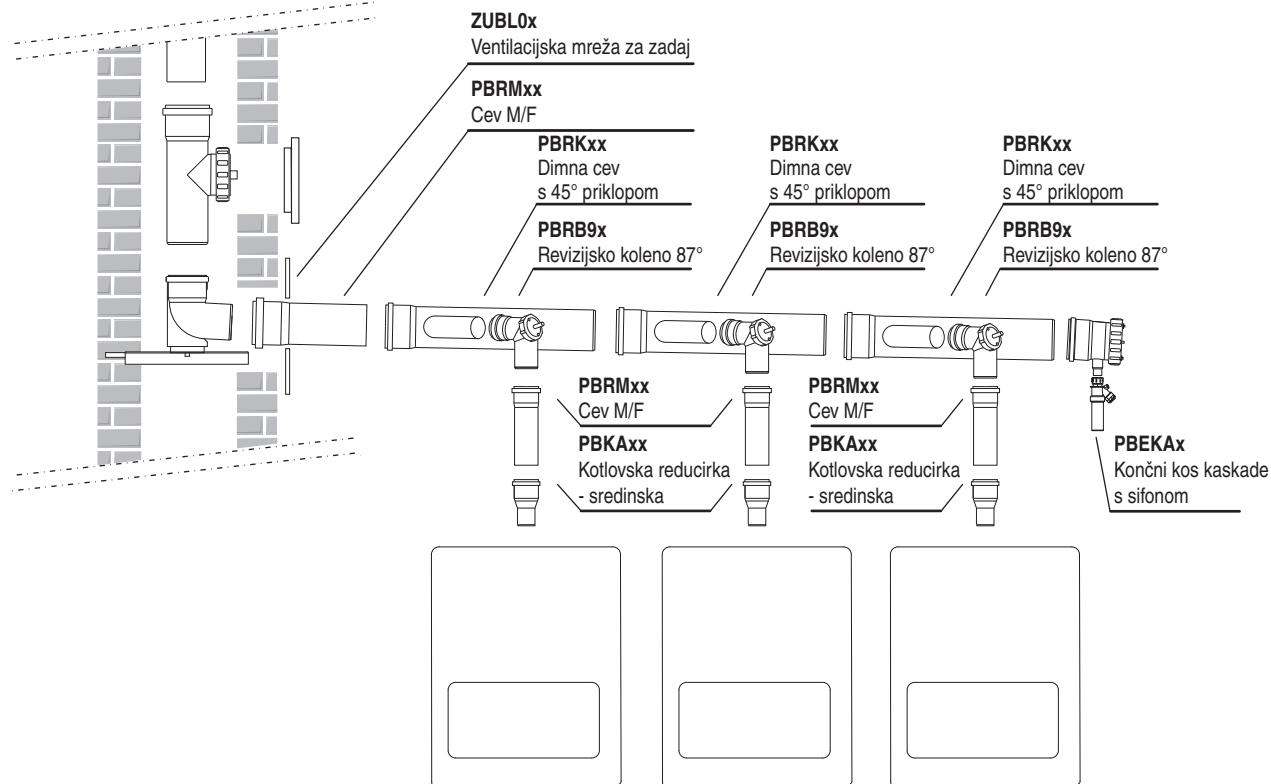 ZUBL0x
Ventilacijska mreža za zadaj
PBRMxx
Cev M/F
PBRKxx
Dimna cev
s 45° priklopom
PBRB9x
Revizijsko koleno 87°
PBRKxx
Dimna cev
s 45° priklopom
PBRB9x
Revizijsko koleno 87°
PBRKxx
Dimna cev
s 45° priklopom
PBRB9x
Revizijsko koleno 87°
PBRMxx
Cev M/F
PBKAxx
Kotlovska reducirka
- sredinska
PBRMxx
Cev M/F
PBKAxx
Kotlovska reducirka
- sredinska
PBEKAx
Končni kos kaskade
s sifonom